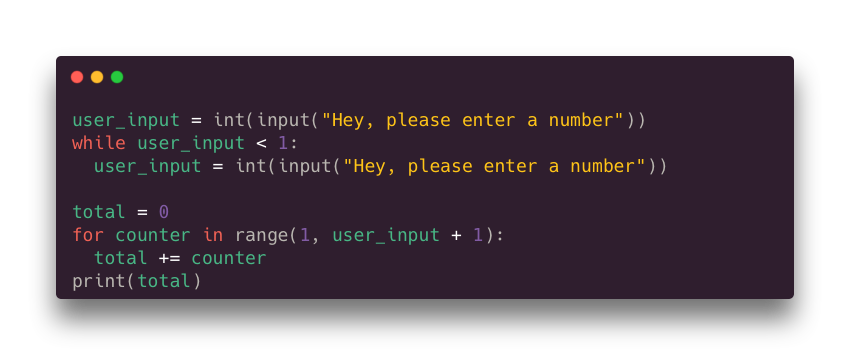 user_input = int(input("Hey, please enter a number"))
while user_input < 1:
  user_input = int(input("Hey, please enter a number"))

total = 0
for counter in range(1, user_input + 1):
  total += counter
print(total)